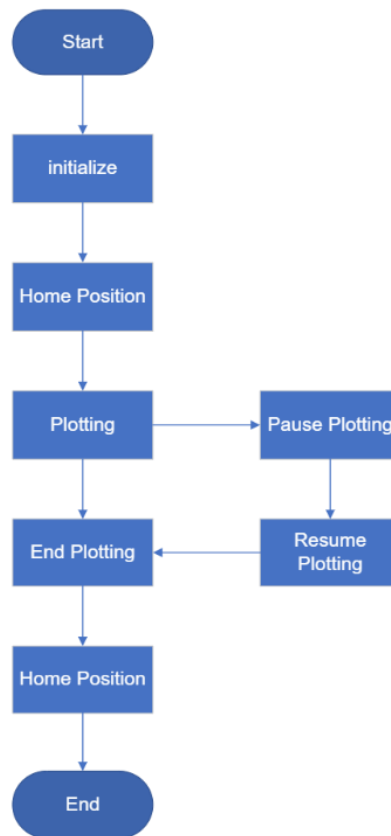 Start
initialize
Home Position
Plotting
Pause Plotting
End Plotting
Resume
Plotting
Home Position
End